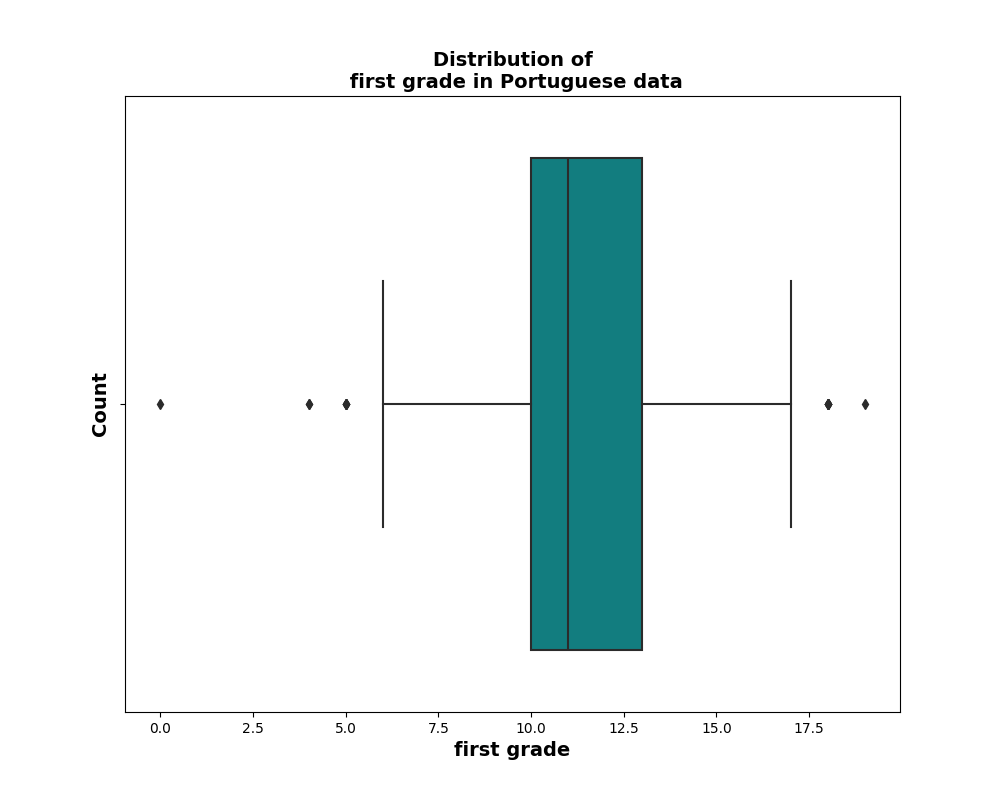 Distribution of
first grade in Portuguese data
Count
0.0 2.5 5.0 7.5 10.0 12.5 15.0 17.5
first grade